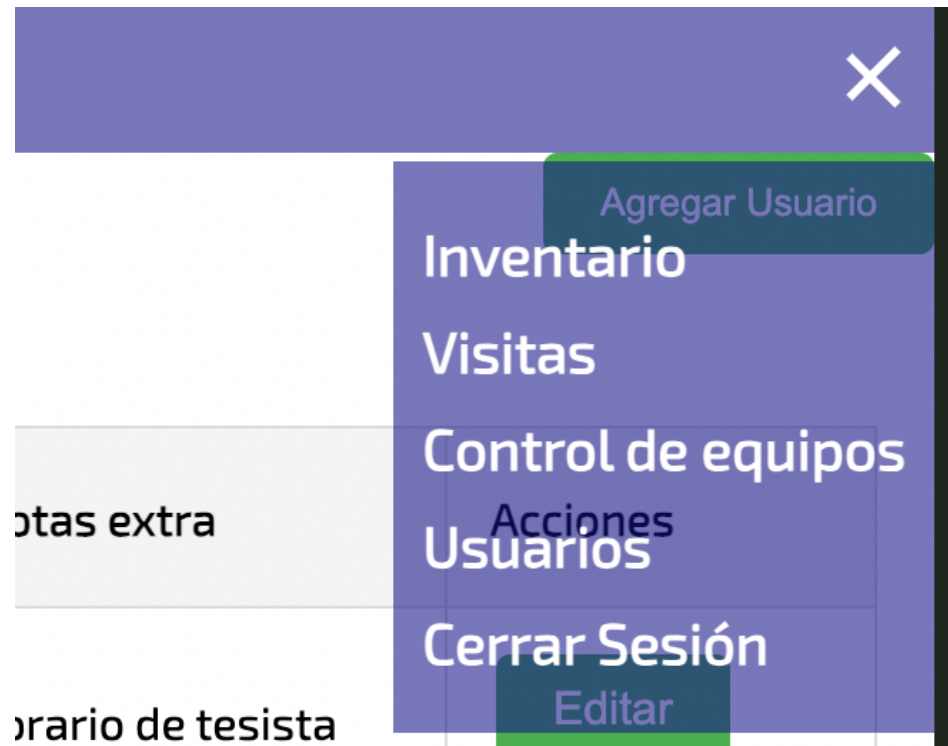 Agregar Usuario
Inventario
Visitas
Control de equipos
otas extra
Acciones
Usuarios
Cerrar Sesión
Editar
orario de tesista